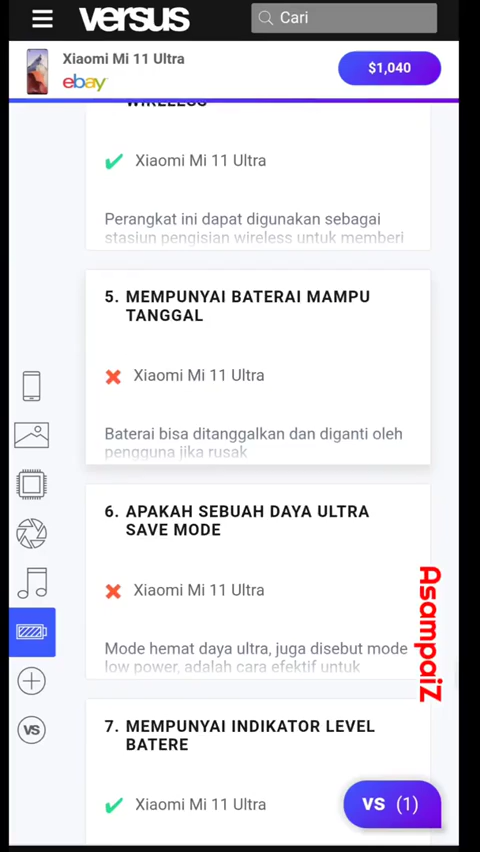 versus
Cari
Xiaomi Mi 11 Ultra
ebay
$1,040
WIRELESS
Xiaomi Mi 11 Ultra
Perangkat ini dapat digunakan sebagai
stasiun pengisian wireless untuk memberi
5. MEMPUNYAI BATERAI MAMPU
TANGGAL
Xiaomi Mi 11 Ultra
Baterai bisa ditanggalkan dan diganti oleh
pengguna jika rusak
6. APAKAH SEBUAH DAYA ULTRA
SAVE MODE
Xiaomi Mi 11 Ultra
Mode hemat daya ultra, juga disebut mode
low power, adalah cara efektif untuk
AsampaiZ
7. MEMPUNYAI INDIKATOR LEVEL
BATERE
Xiaomi Mi 11 Ultra
VS (1)
VS